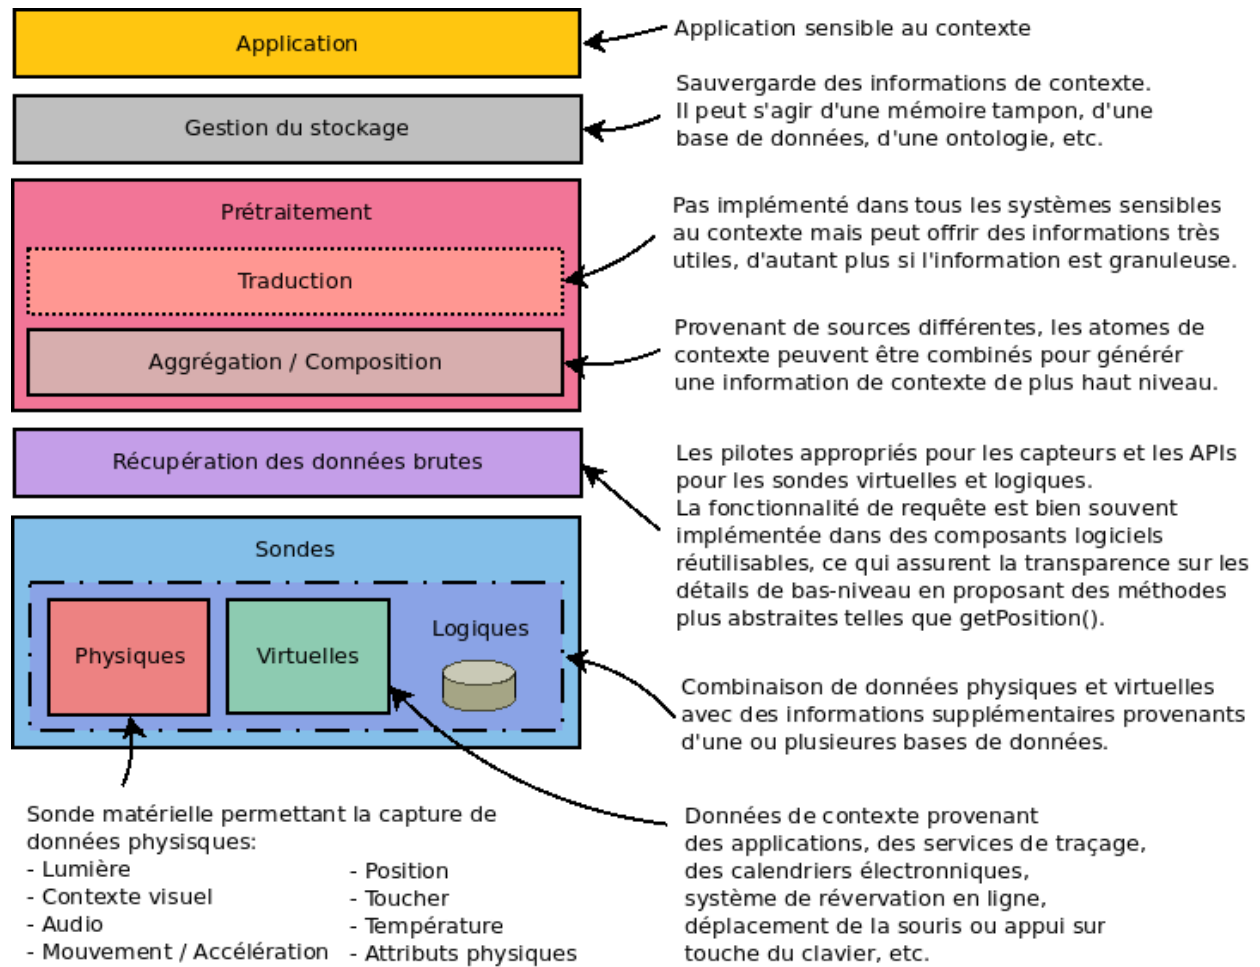 Application
Application sensible au contexte
Gestion du stockage
Sauvergarde des informations de contexte.
Il peut s'agir d'une mémoire tampon, d'une
base de données, d'une ontologie, etc.
Prétraitement
Traduction
Pas implémenté dans tous les systèmes sensibles
au contexte mais peut offrir des informations très
utiles, d'autant plus si l'information est granuleuse.
Aggrégation / Composition
Provenant de sources différentes, les atomes de
contexte peuvent être combinés pour générér
une information de contexte de plus haut niveau.
Récupération des données brutes
Les pilotes appropriés pour les capteurs et les APIs
pour les sondes virtuelles et logiques.
La fonctionnalité de requête est bien souvent
implémentée dans des composants logiciels
réutilisables, ce qui assurent la transparence sur les
détails de bas-niveau en proposant des méthodes
plus abstraites telles que getPosition().
Sondes
Physiques
Virtuelles
Logiques
Combinaison de données physiques et virtuelles
avec des informations supplémentaires provenants
d'une ou plusieures bases de données.
Sonde matérielle permettant la capture de
données physisques:
- Lumière
- Contexte visuel
- Audio
- Mouvement / Accélération
- Position
- Toucher
- Température
- Attributs physiques
Données de contexte provenant
des applications, des services de traçage,
des calendriers électronniques,
système de révervation en ligne,
déplacement de la souris ou appui sur
touche du clavier, etc.